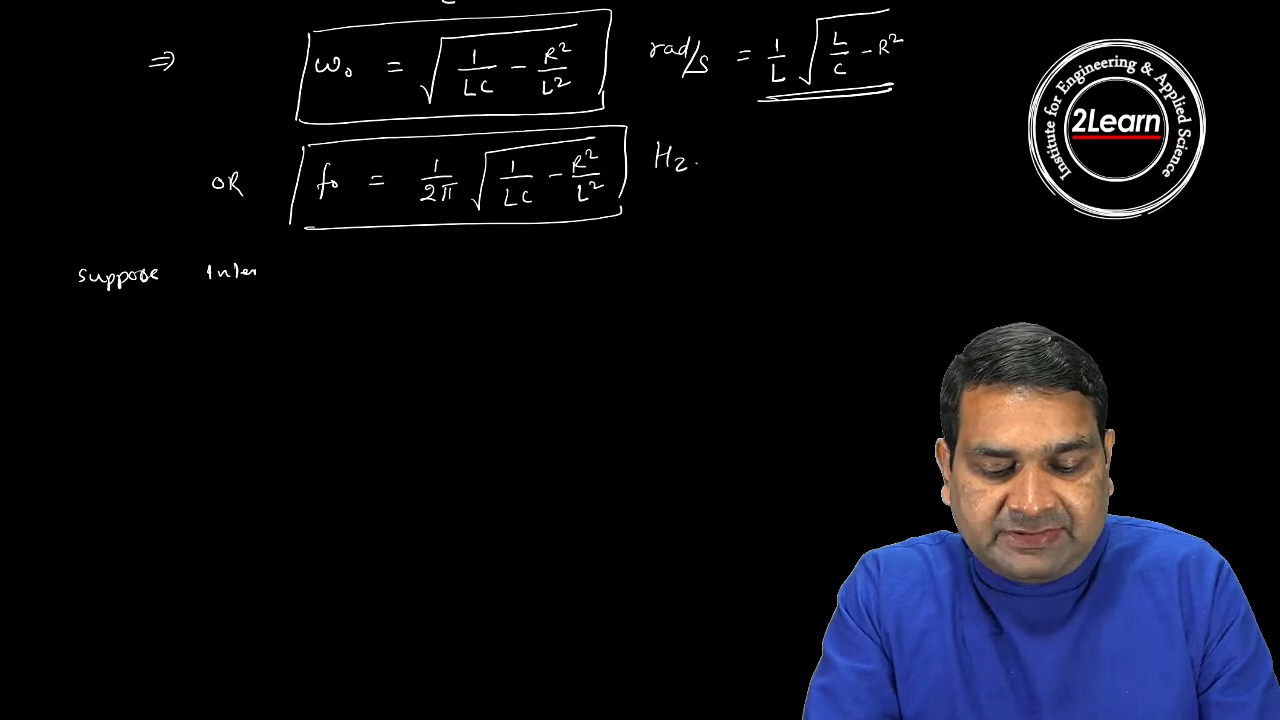 ⇒ ω₀ = √(1/LC − R²/L²) rad/s = 1/L √(L/C − R²)
OR f₀ = 1/2π √(1/LC − R²/L²) Hz.
suppose Inter
Institute for Engineering & Applied Science
2Learn